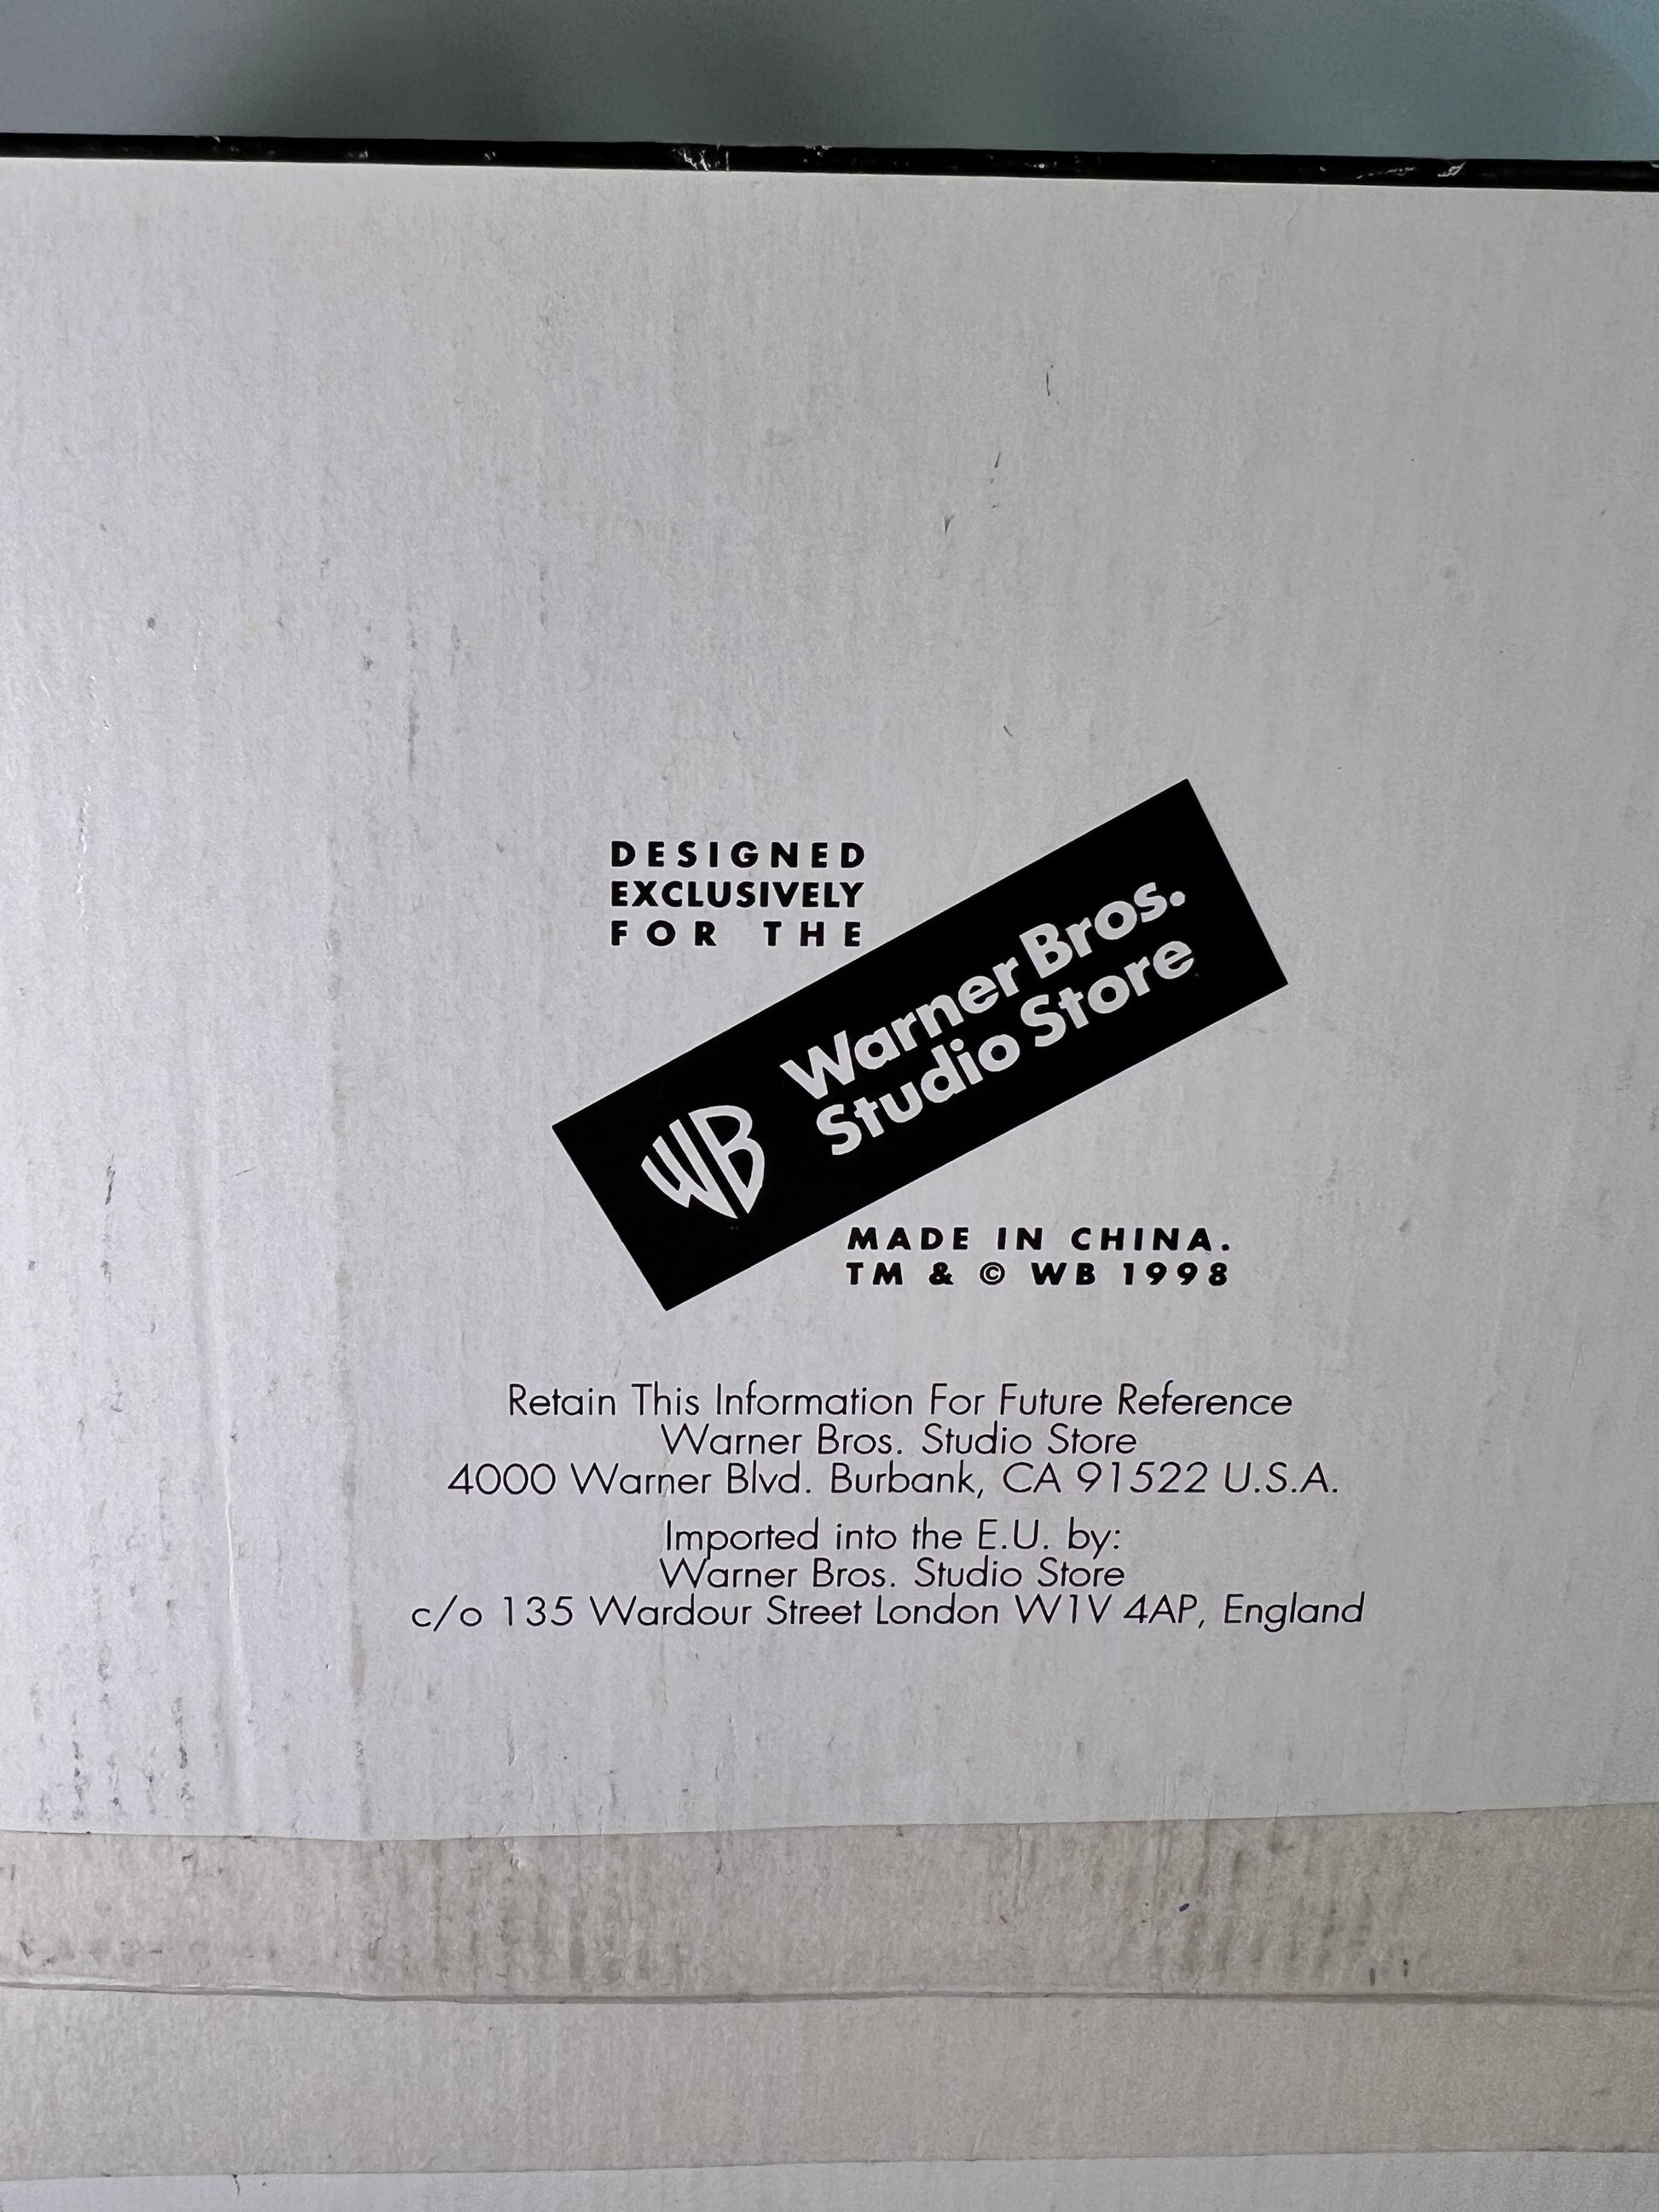 DESIGNED
EXCLUSIVELY
FOR THE
WB
Warner Bros.
Studio Store
MADE IN CHINA.
TM & © WB 1998
Retain This Information For Future Reference
Warner Bros. Studio Store
4000 Warner Blvd. Burbank, CA 91522 U.S.A.
Imported into the E.U. by:
Warner Bros. Studio Store
c/o 135 Wardour Street London W1V 4AP, England